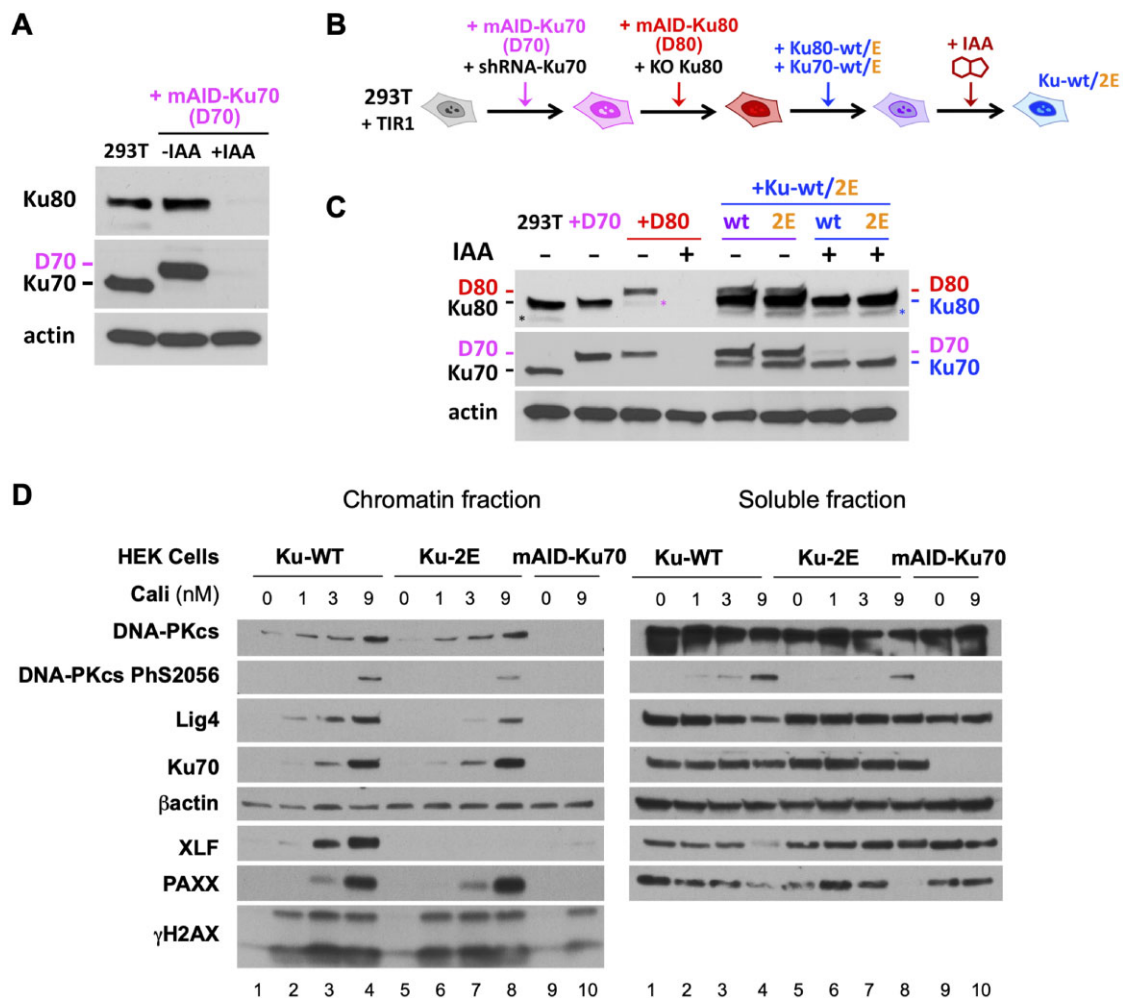 A
+ mAID-Ku70
(D70)
293T -IAA +IAA
Ku80
D70
Ku70
actin
B
+ mAID-Ku70
(D70)
+ shRNA-Ku70
+ mAID-Ku80
(D80)
+ KO Ku80
+ Ku80-wt/E
+ Ku70-wt/E
+ IAA
Ku-wt/2E
293T
+ TIR1
C
+Ku-wt/2E
293T +D70 +D80 wt 2E wt 2E
IAA - - - + - - + +
D80 D80
Ku80 Ku80
* * *
D70 D70
Ku70 Ku70
actin
D
Chromatin fraction Soluble fraction
HEK Cells Ku-WT Ku-2E mAID-Ku70 Ku-WT Ku-2E mAID-Ku70
Cali (nM) 0 1 3 9 0 1 3 9 0 9 0 1 3 9 0 1 3 9 0 9
DNA-PKcs
DNA-PKcs PhS2056
Lig4
Ku70
βactin
XLF
PAXX
γH2AX
1 2 3 4 5 6 7 8 9 10 1 2 3 4 5 6 7 8 9 10